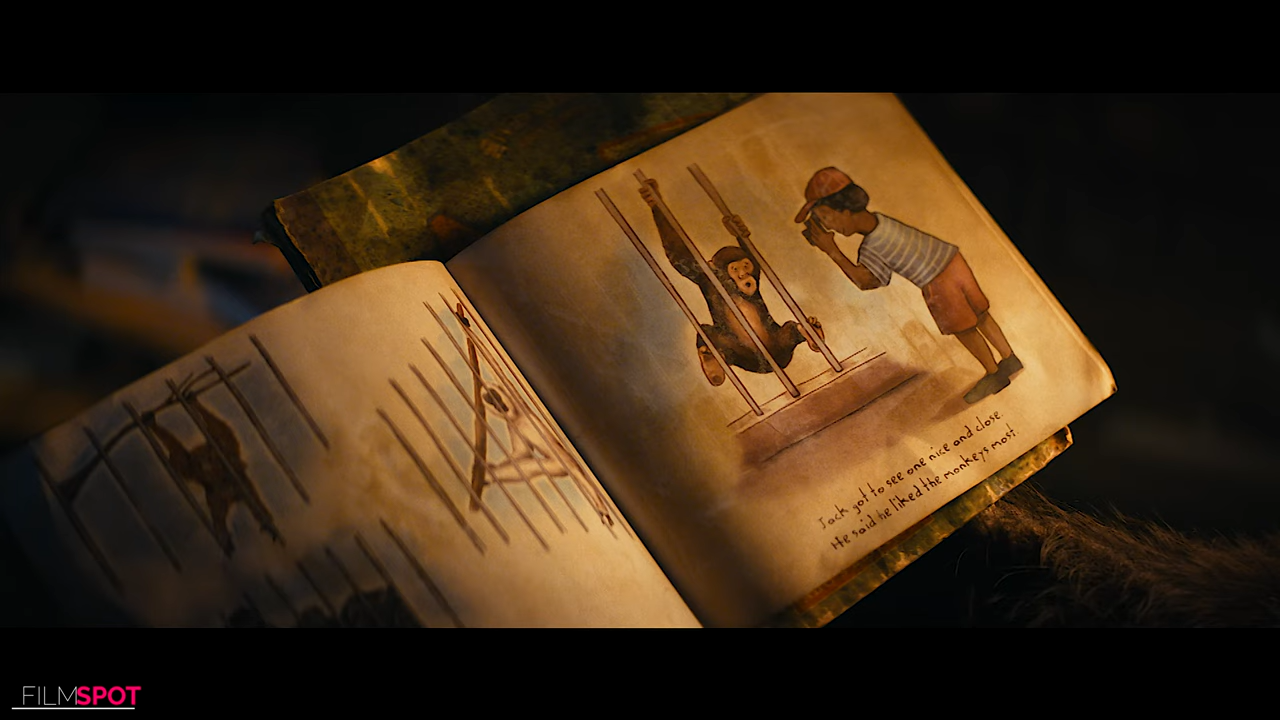 Jack got to see one nice and close.
He said he liked the monkeys most.
FILMSPOT